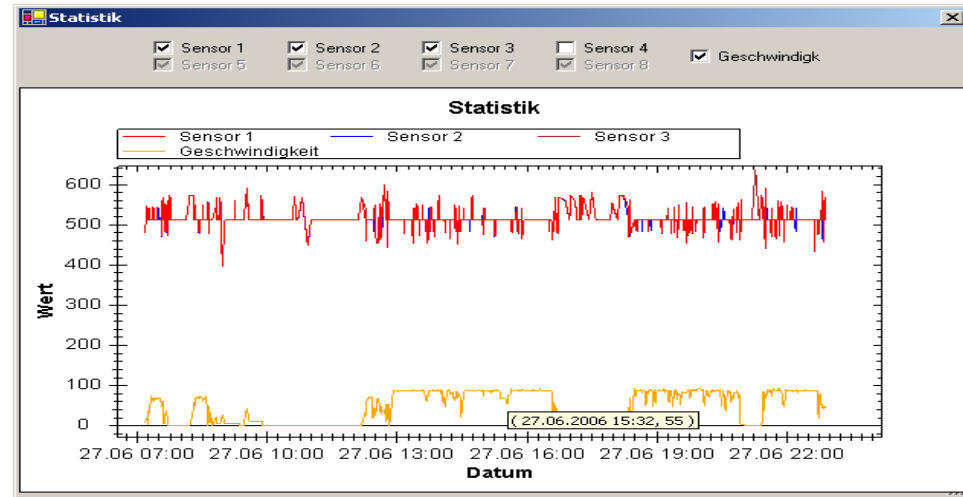 Statistik
Sensor 1 Sensor 2 Sensor 3 Sensor 4 Geschwindigk
Sensor 5 Sensor 6 Sensor 7 Sensor 8
Statistik
Sensor 1 Sensor 2 Sensor 3
Geschwindigkeit
600
500
400
300
200
100
0
Wert
( 27.06.2006 15:32, 55 )
27.06 07:00 27.06 10:00 27.06 13:00 27.06 16:00 27.06 19:00 27.06 22:00
Datum